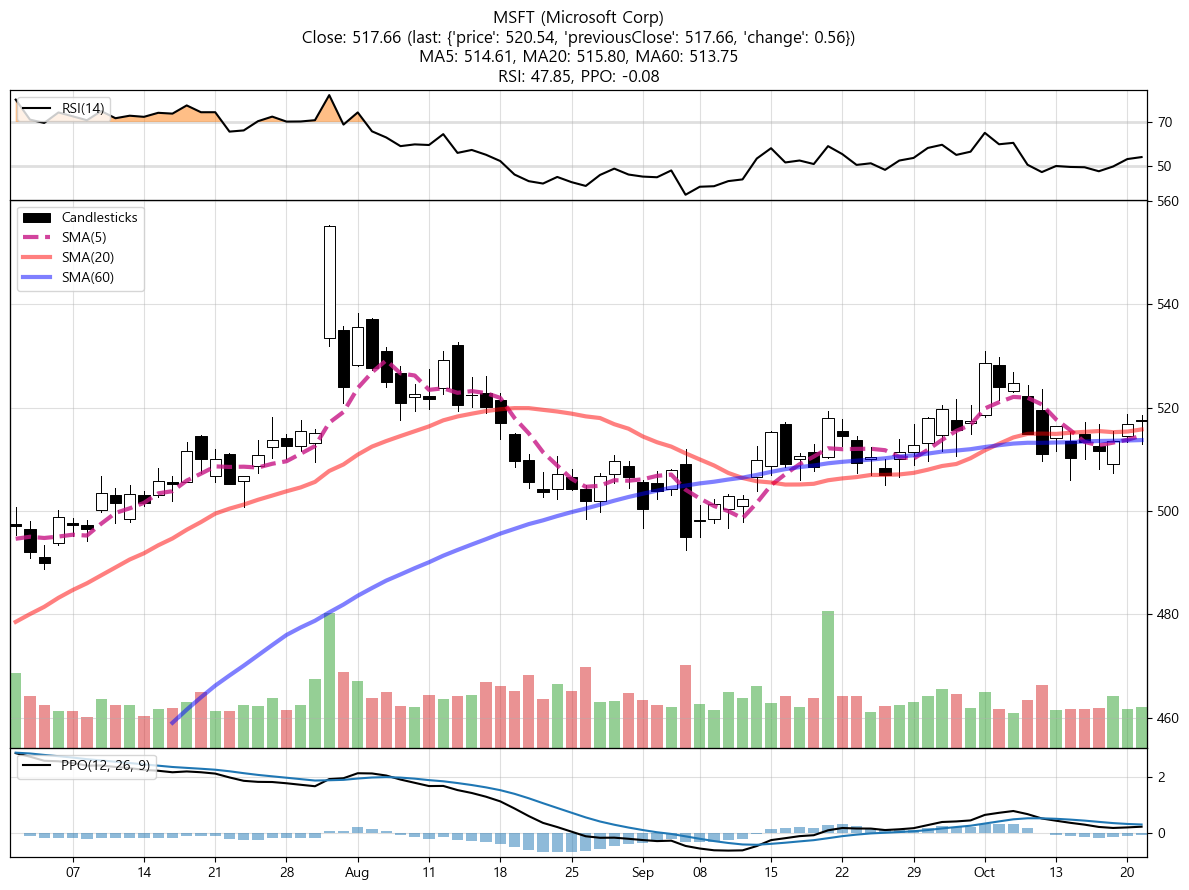 MSFT (Microsoft Corp)
Close: 517.66 (last: {'price': 520.54, 'previousClose': 517.66, 'change': 0.56})
MA5: 514.61, MA20: 515.80, MA60: 513.75
RSI: 47.85, PPO: -0.08
RSI(14)
70
50
560
Candlesticks
SMA(5)
SMA(20)
SMA(60)
540
520
500
480
460
PPO(12, 26, 9)
2
0
07 14 21 28 Aug 11 18 25 Sep 08 15 22 29 Oct 13 20